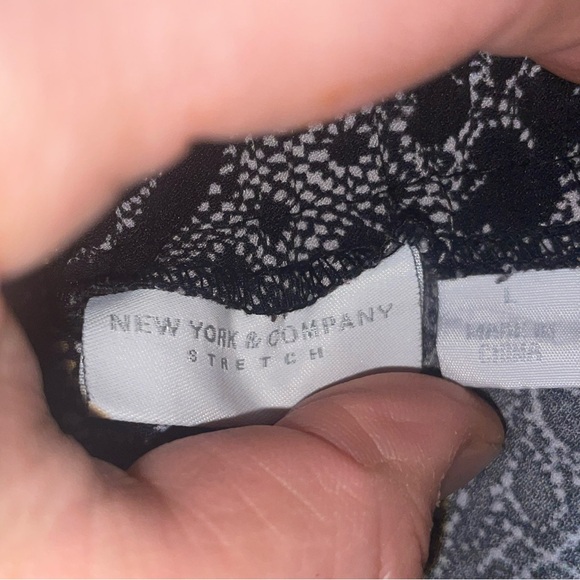 NEW YORK & COMPANY
STRETCH
L
MADE IN
CHINA